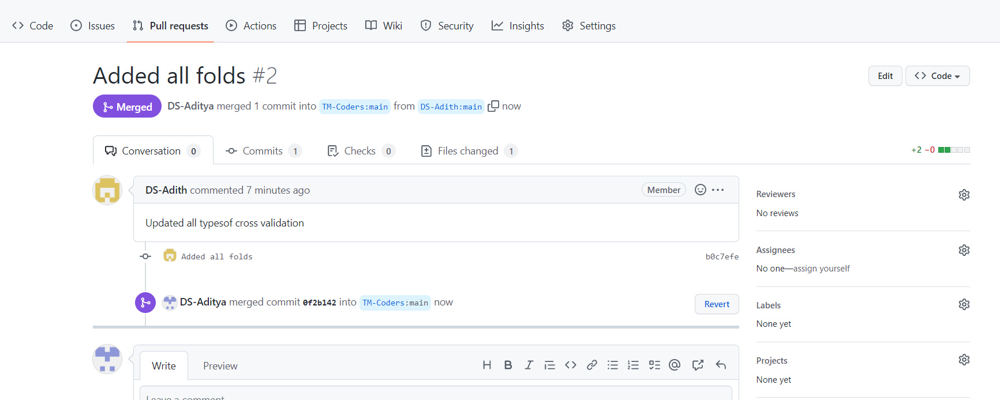 Code Issues Pull requests Actions Projects Wiki Security Insights Settings
Added all folds #2
Edit Code
Merged DS-Aditya merged 1 commit into TM-Coders:main from DS-Adith:main now
Conversation 0 Commits 1 Checks 0 Files changed 1 +2 −0
DS-Adith commented 7 minutes ago Member
Updated all typesof cross validation
Added all folds b0c7efe
DS-Aditya merged commit 0f2b142 into TM-Coders:main now Revert
Write Preview
Leave a comment
Reviewers
No reviews
Assignees
No one—assign yourself
Labels
None yet
Projects
None yet